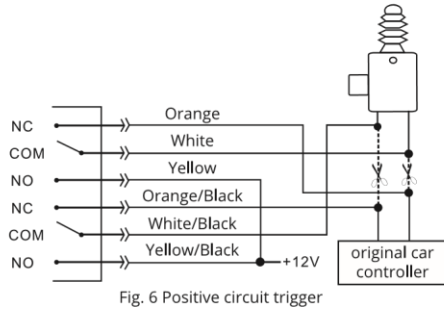 Orange
NC
White
COM
Yellow
NO
Orange/Black
NC
White/Black
COM
Yellow/Black
NO
+12V
original car
controller
Fig. 6 Positive circuit trigger